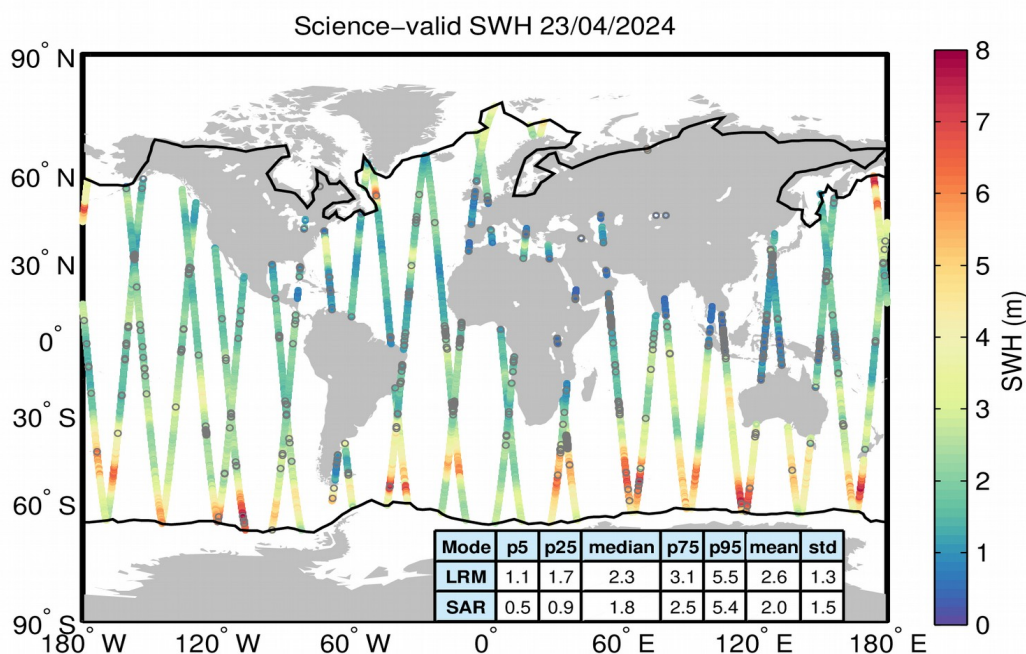 Science−valid SWH 23/04/2024
90° N
60° N
30° N
0°
30° S
60° S
90° S
180° W
120° W
60° W
0°
60° E
120° E
180° E
Mode p5 p25 median p75 p95 mean std
LRM 1.1 1.7 2.3 3.1 5.5 2.6 1.3
SAR 0.5 0.9 1.8 2.5 5.4 2.0 1.5
8
7
6
5
4
3
2
1
0
SWH (m)